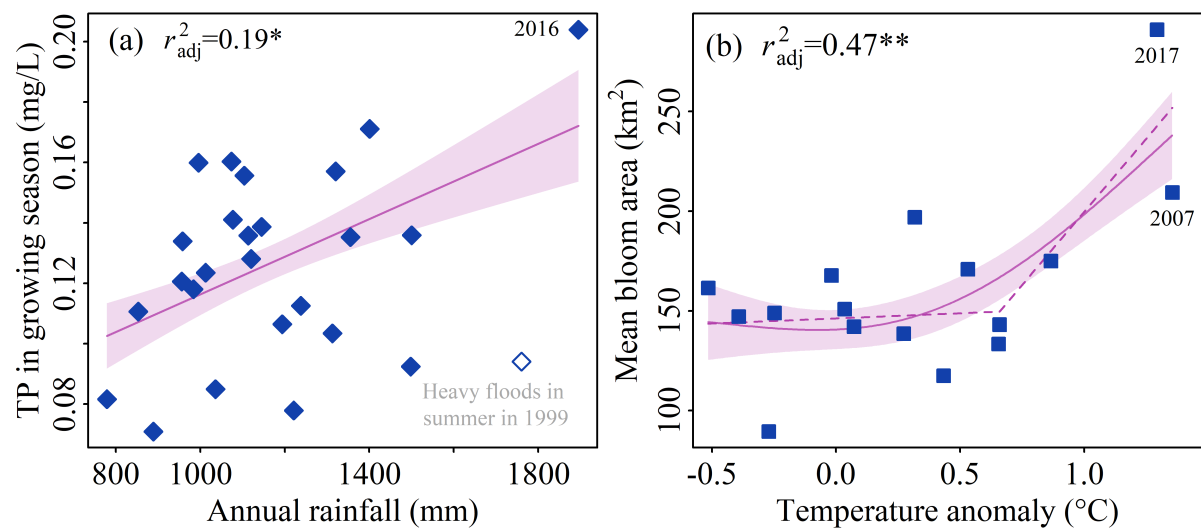 (a) r²adj=0.19*
2016
TP in growing season (mg/L)
0.20
0.16
0.12
0.08
Heavy floods in
summer in 1999
800 1000 1400 1800
Annual rainfall (mm)
(b) r²adj=0.47**
2017
2007
Mean bloom area (km²)
250
200
150
100
-0.5 0.0 0.5 1.0
Temperature anomaly (°C)